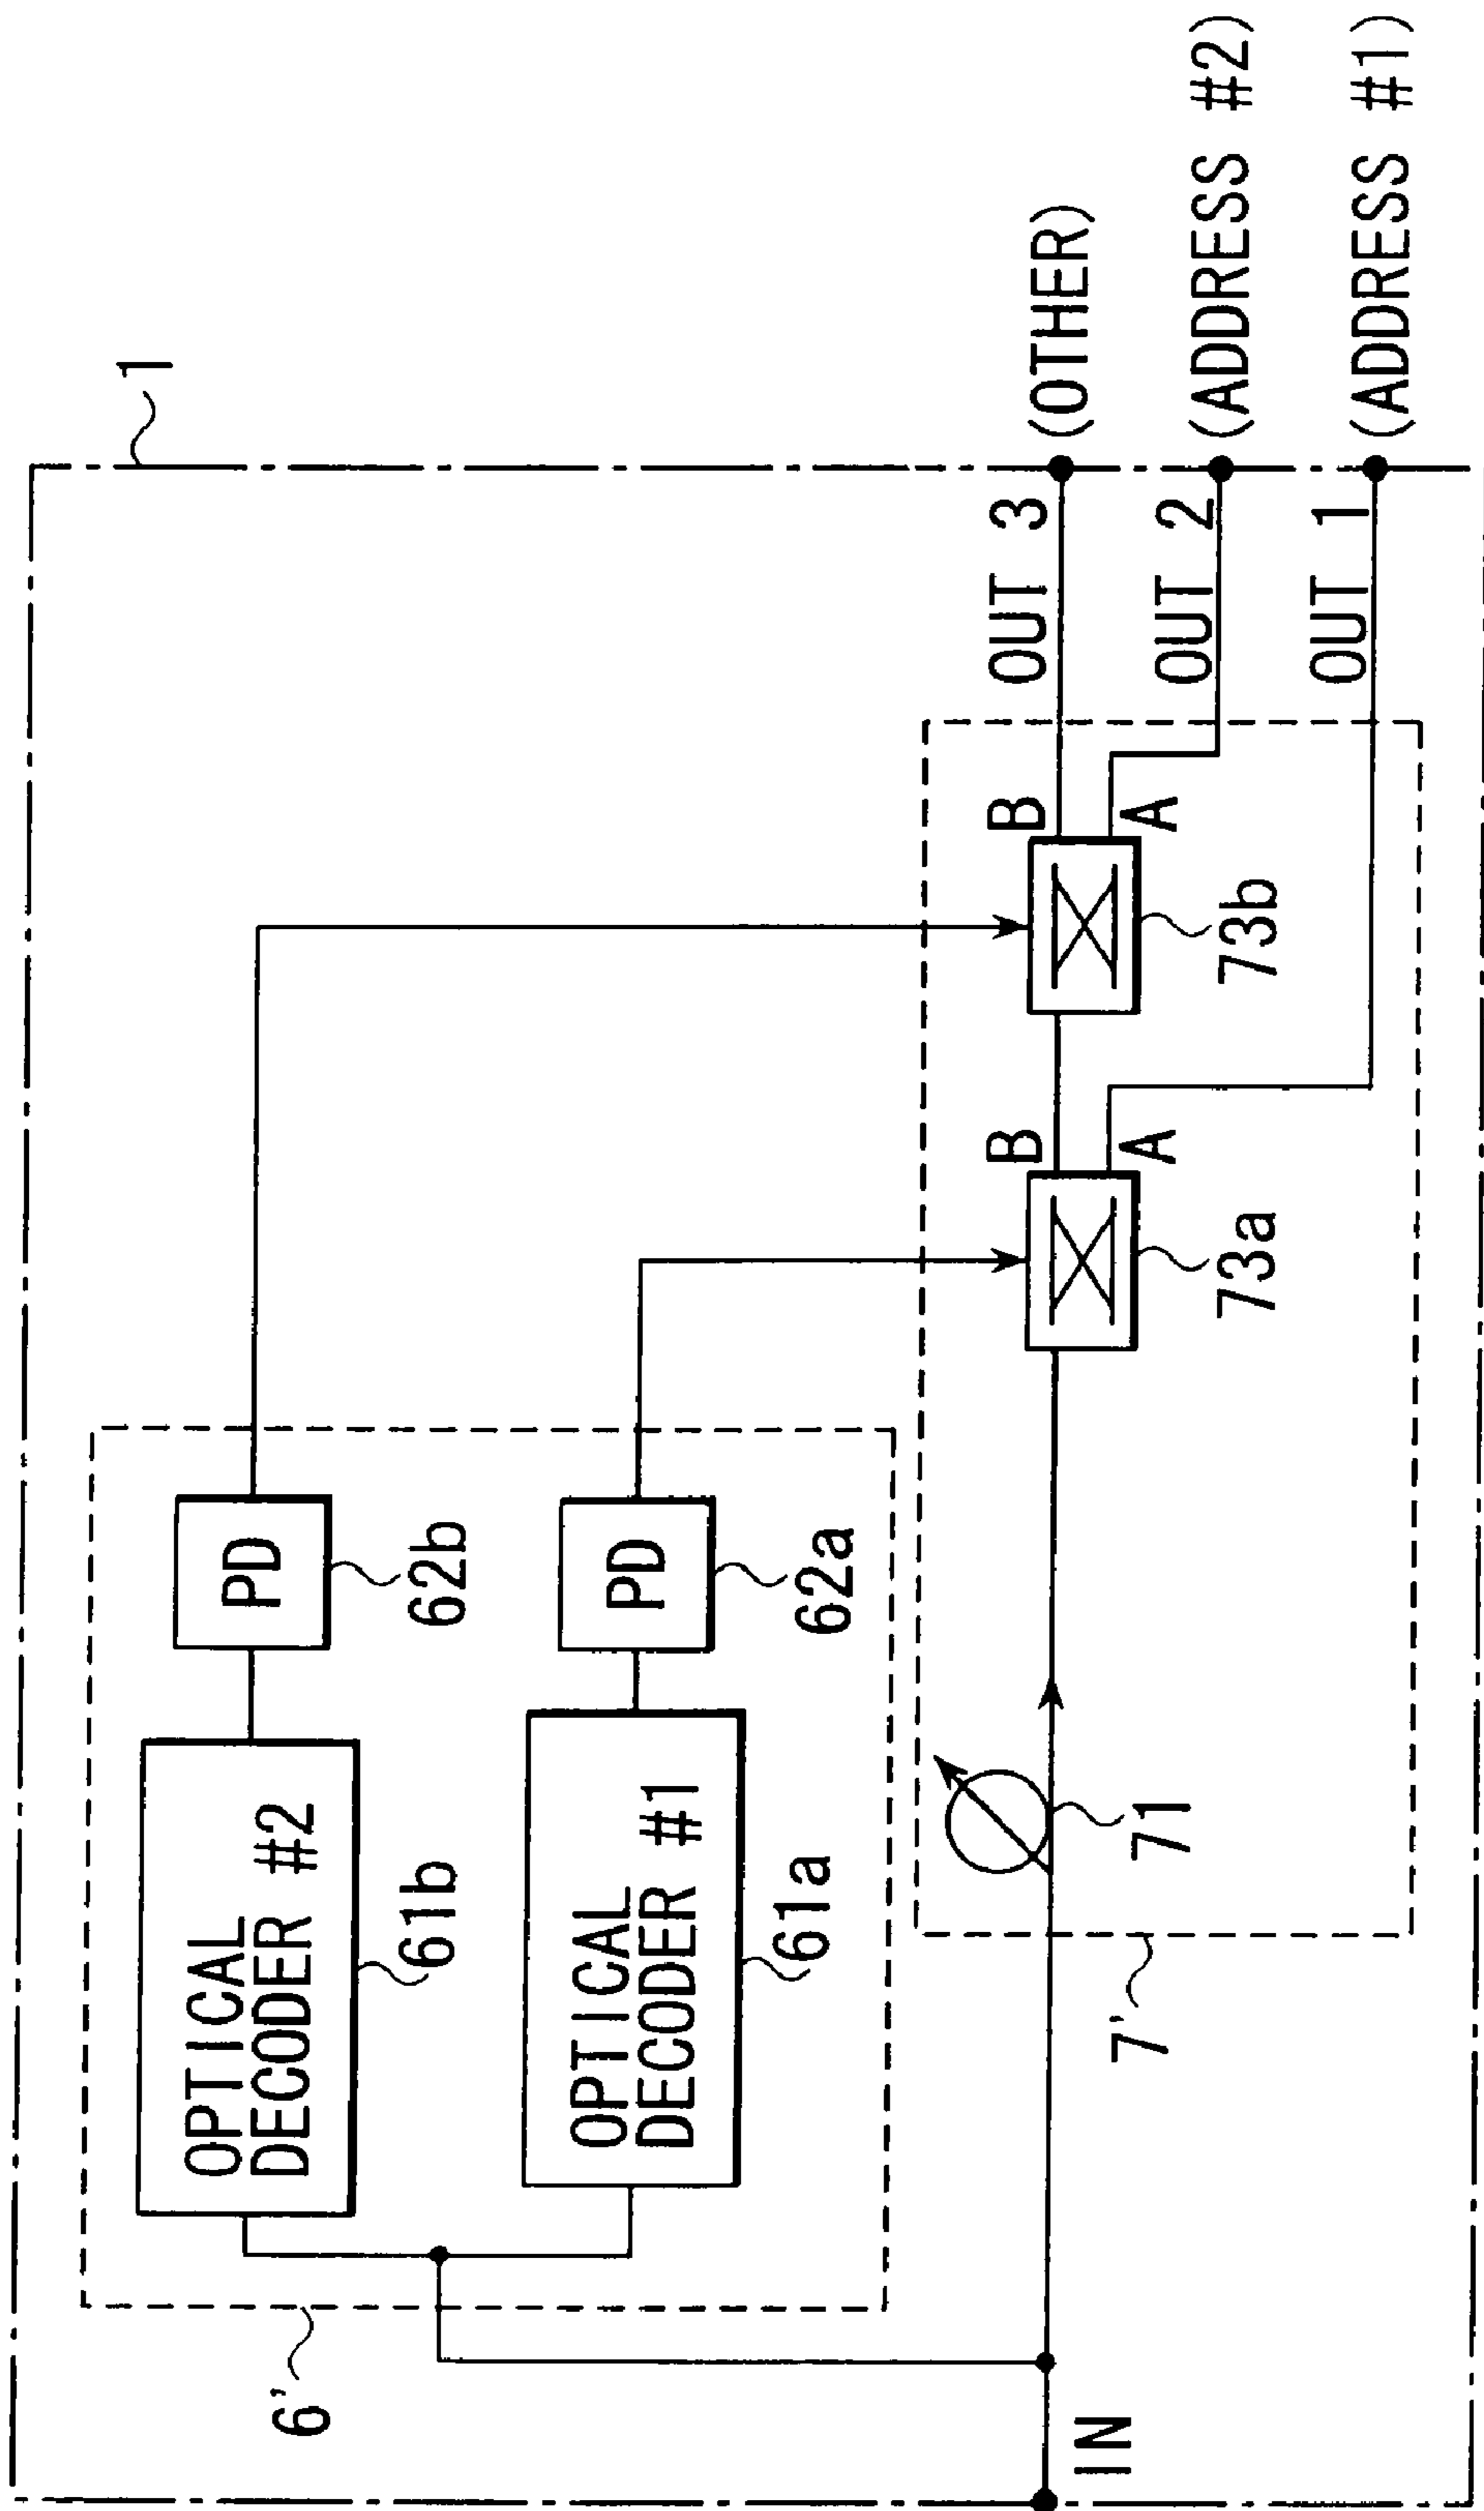 1
OPTICAL
DECODER #2
61b
PD
62b
6'
OPTICAL
DECODER #1
61a
PD
62a
IN
7'
71
73a
B
A
73b
B
A
OUT 3
(OTHER)
OUT 2
(ADDRESS #2)
OUT 1
(ADDRESS #1)